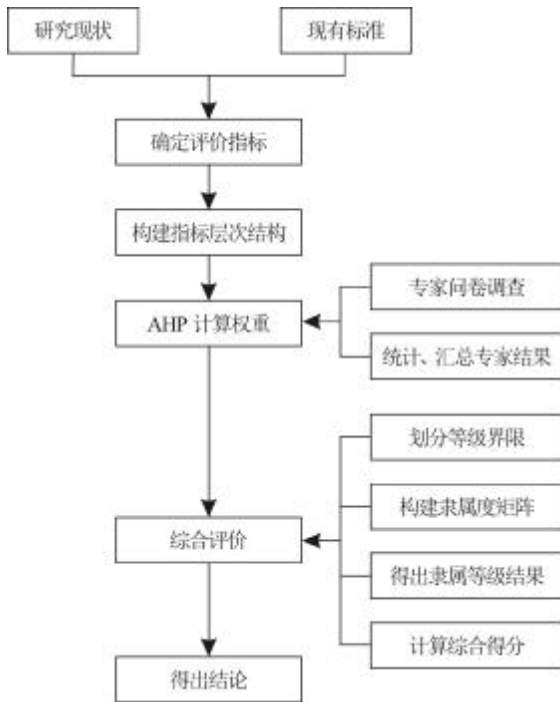 研究现状
现有标准
确定评价指标
构建指标层次结构
AHP 计算权重
专家问卷调查
统计、汇总专家结果
划分等级界限
构建隶属度矩阵
综合评价
得出隶属等级结果
计算综合得分
得出结论